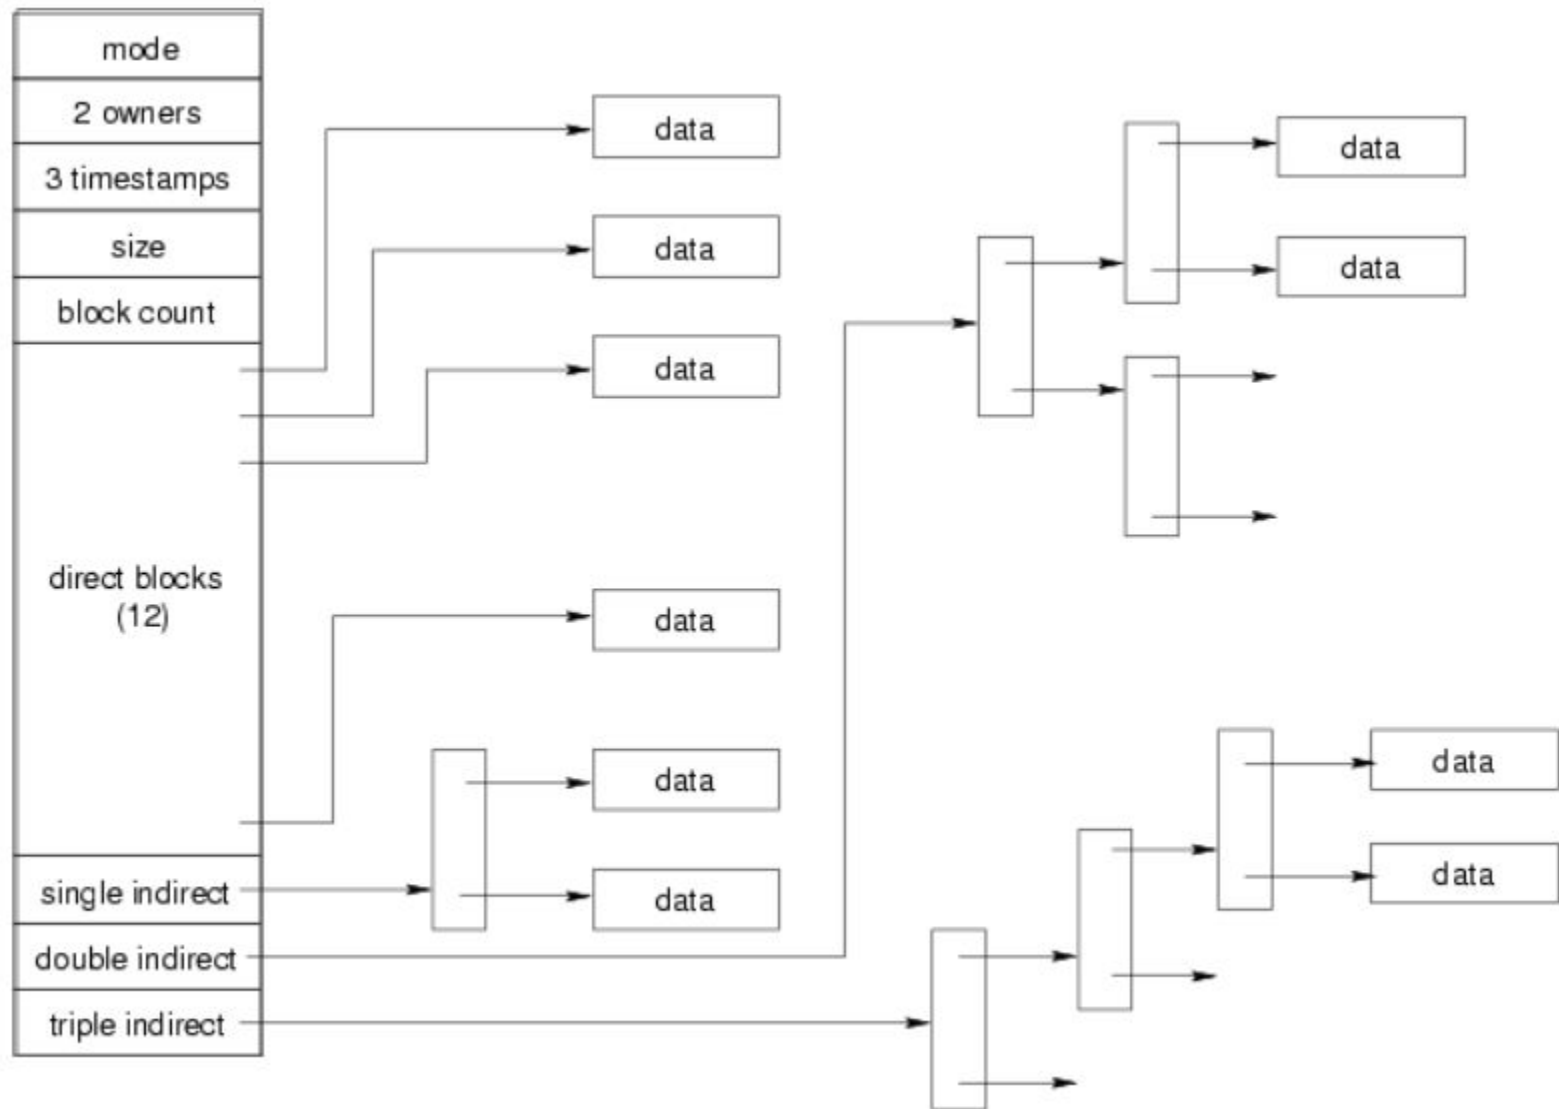 mode
2 owners
3 timestamps
size
block count
direct blocks
(12)
single indirect
double indirect
triple indirect
data
data
data
data
data
data
data
data
data
data